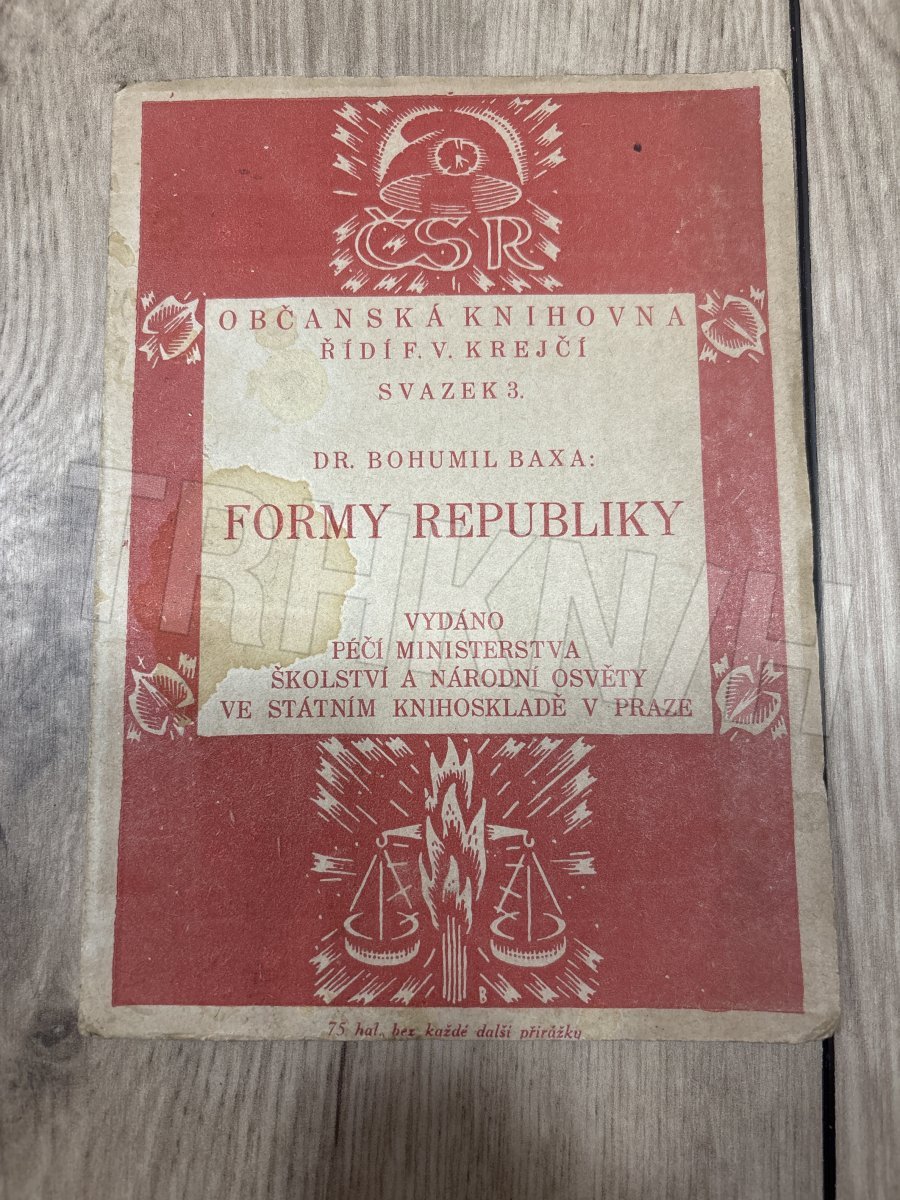 ČSR
OBČANSKÁ KNIHOVNA
ŘÍDÍ F. V. KREJČÍ
SVAZEK 3.
DR. BOHUMIL BAXA:
FORMY REPUBLIKY
VYDÁNO
PÉČÍ MINISTERSTVA
ŠKOLSTVÍ A NÁRODNÍ OSVĚTY
VE STÁTNÍM KNIHOSKLADĚ V PRAZE
B
75 hal. bez každé další přirážky
TRHKNIH